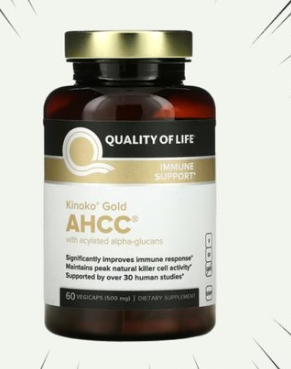 QUALITY OF LIFE
IMMUNE
SUPPORT*
Kinoko® Gold
AHCC®
with acylated alpha-glucans
Significantly improves immune response*
Maintains peak natural killer cell activity*
Supported by over 30 human studies*
60 VEGICAPS (500 mg) | DIETARY SUPPLEMENT